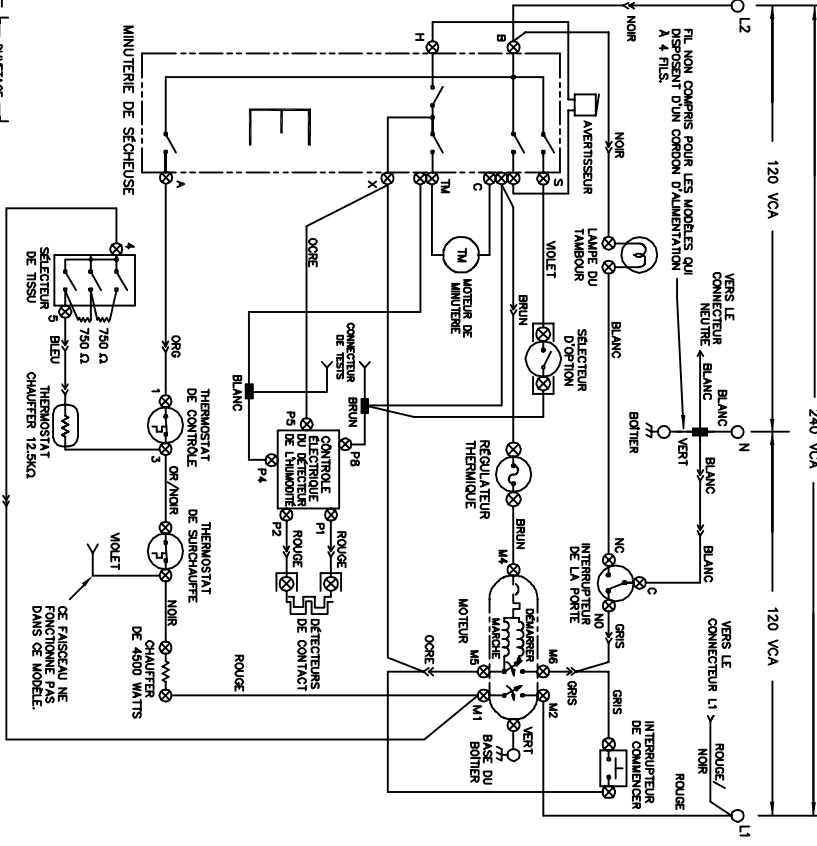 L2
NOIR
FIL NON COMPRIS POUR LES MODÈLES QUI
DISPOSENT D'UN CORDON D'ALIMENTATION
À 4 FILS.
120 VCA
240 VCA
120 VCA
VERS LE
CONNECTEUR
NEUTRE
BLANC
BLANC
N
VERT
BOÎTIER
BLANC
BLANC
C
VERS LE
CONNECTEUR L1
ROUGE/
NOIR
ROUGE
L1
MINUTERIE DE SÉCHEUSE
H
B
AVERTISSEUR
NOIR
LAMPE DU
TAMBOUR
BLANC
NC
INTERRUPTEUR
DE LA PORTE
NO
GRIS
GRIS
GRIS
INTERRUPTEUR
DE COMMENCER
A
X
TM
C
S
VIOLET
SÉLECTEUR
D'OPTION
TM
MOTEUR DE
MINUTERIE
BRUN
RÉGULATEUR
THERMIQUE
BRUN
M4
MOTEUR
DÉMARRER
MARCHE
M5
M6
M1
M2
VERT
BASE DU
BOÎTIER
OCRE
OCRE
CONNECTEUR
DE TESTS
BRUN
BLANC
P5
P8
P4
CONTROLE
ÉLECTRIQUE
DU DÉTECTEUR
DE L'HUMIDITÉ
P2
P1
ROUGE
ROUGE
DÉTECTEURS
DE CONTACT
4
SÉLECTEUR
DE TISSU
5
750 Ω
750 Ω
BLEU
THERMOSTAT
CHAUFFER 12.5KΩ
ORG
1
THERMOSTAT
DE CONTRÔLE
3
OR/NOIR
THERMOSTAT
DE SURCHAUFFE
VIOLET
NOIR
CE FAISCEAU NE
FONCTIONNE PAS
DANS CE MODÈLE.
CHAUFFER
DE 4500 WATTS
ROUGE